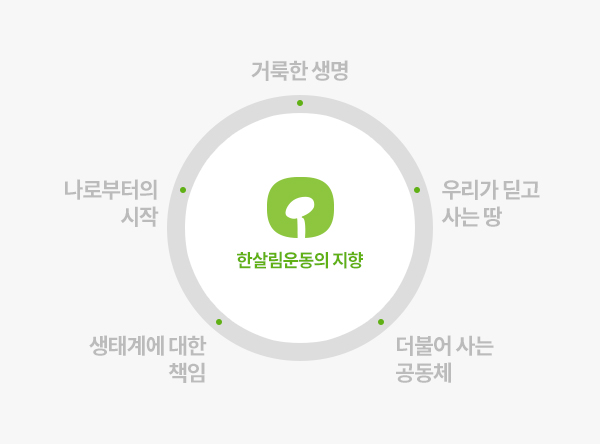 거룩한 생명
나로부터의
시작
우리가 딛고
사는 땅
한살림운동의 지향
생태계에 대한
책임
더불어 사는
공동체